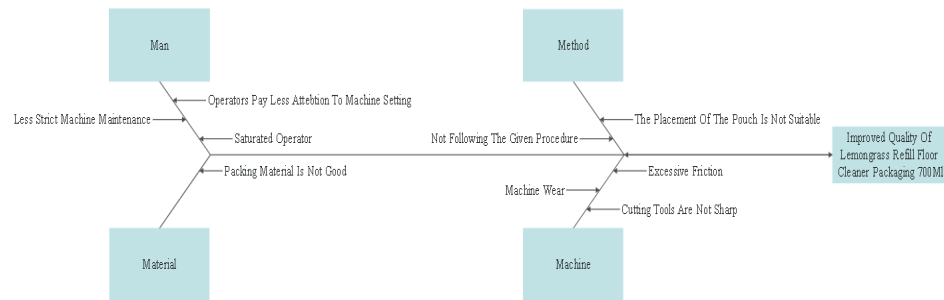 Man
Method
Operators Pay Less Attebtion To Machine Setting
Less Strict Machine Maintenance
The Placement Of The Pouch Is Not Suitable
Saturated Operator
Not Following The Given Procedure
Improved Quality Of
Lemongrass Refill Floor
Cleaner Packaging 700Ml
Packing Material Is Not Good
Excessive Friction
Machine Wear
Cutting Tools Are Not Sharp
Material
Machine